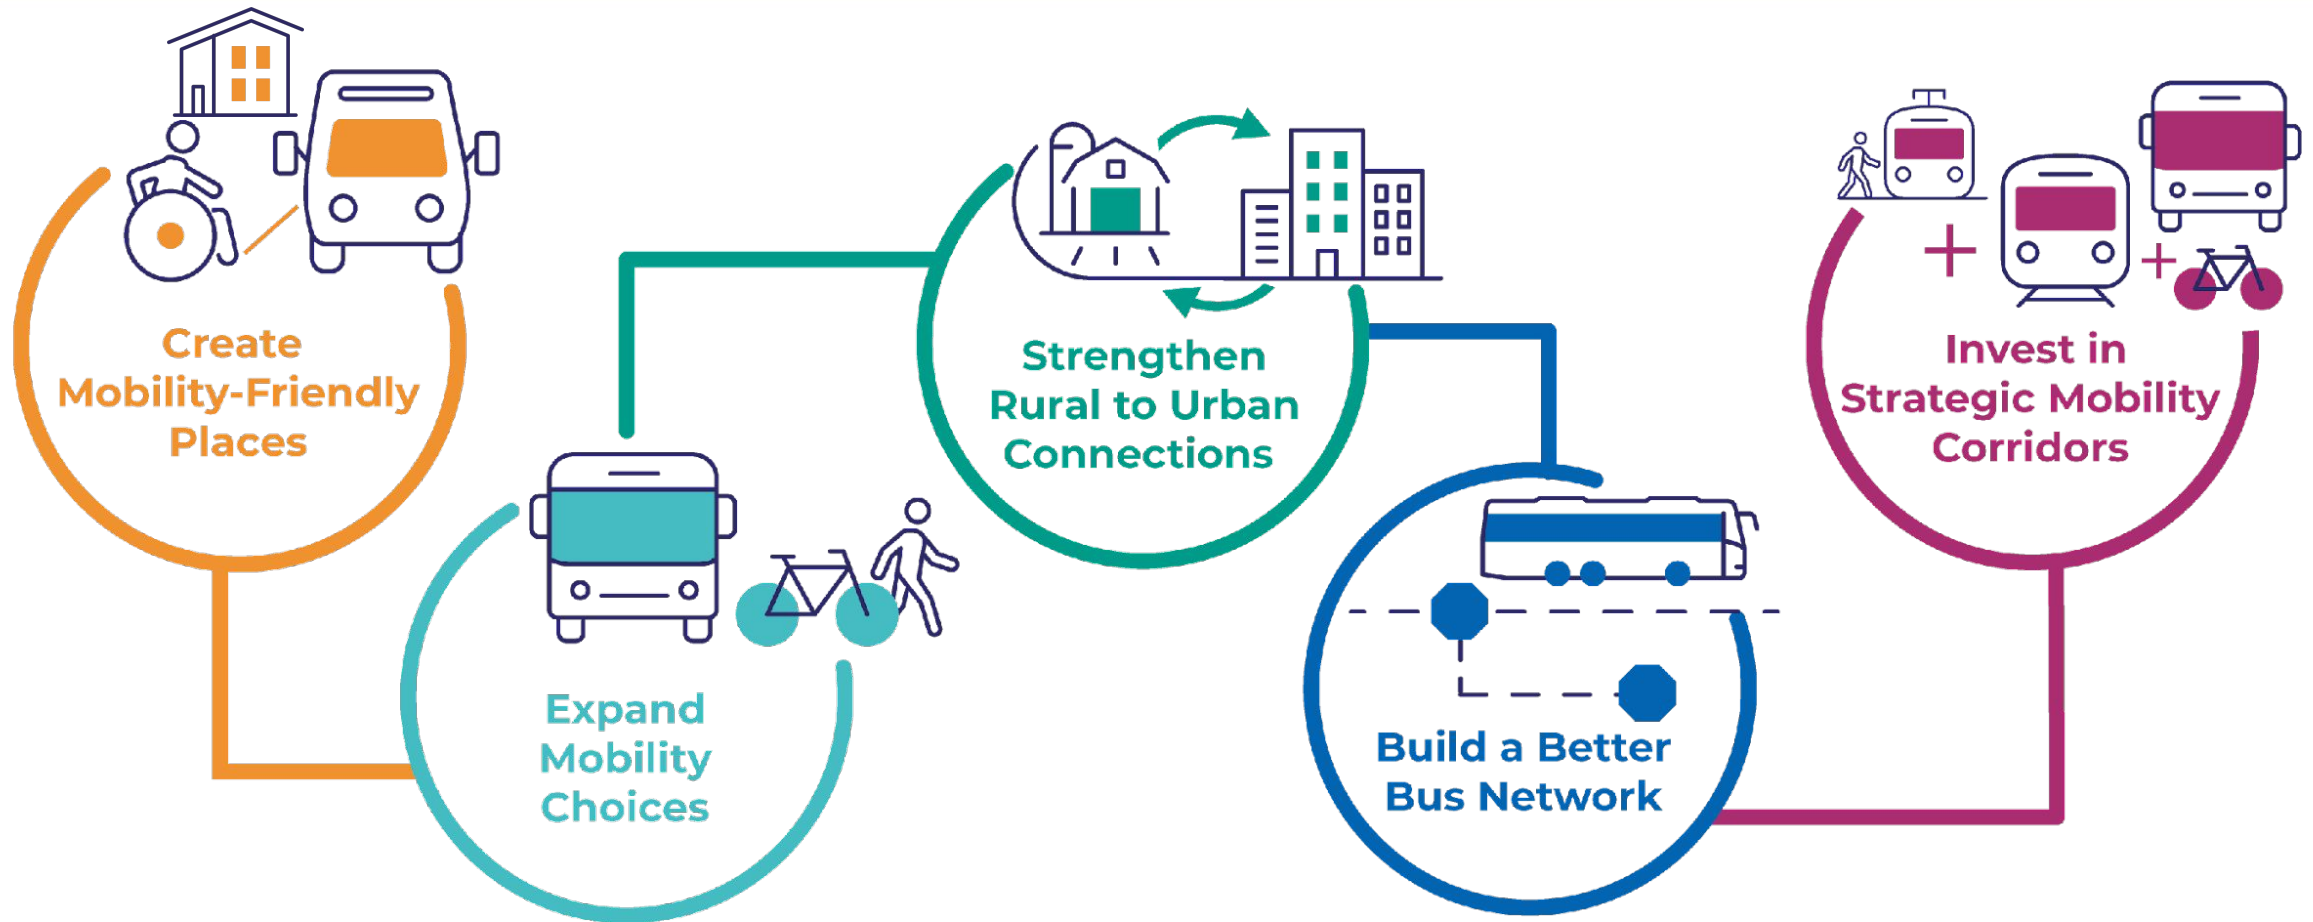 Create
Mobility-Friendly
Places
Expand
Mobility
Choices
Strengthen
Rural to Urban
Connections
Build a Better
Bus Network
Invest in
Strategic Mobility
Corridors